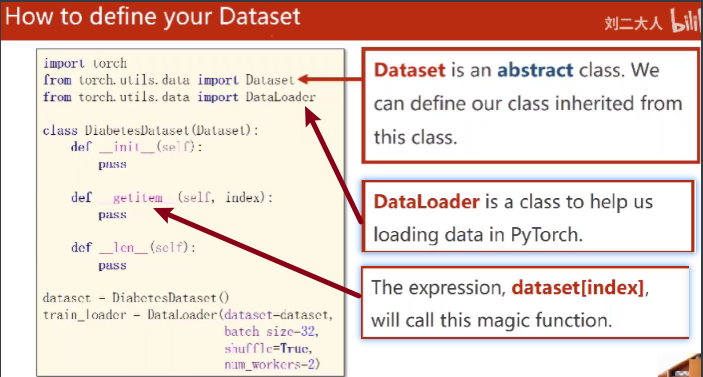 How to define your Dataset
刘二大人 bili
import torch
from torch.utils.data import Dataset
from torch.utils.data import DataLoader
class DiabetesDataset(Dataset):
def __init__(self):
pass
def __getitem__(self, index):
pass
def __len__(self):
pass
dataset = DiabetesDataset()
train_loader = DataLoader(dataset=dataset,
batch_size=32,
shuffle=True,
num_workers=2)
Dataset is an abstract class. We
can define our class inherited from
this class.
DataLoader is a class to help us
loading data in PyTorch.
The expression, dataset[index],
will call this magic function.